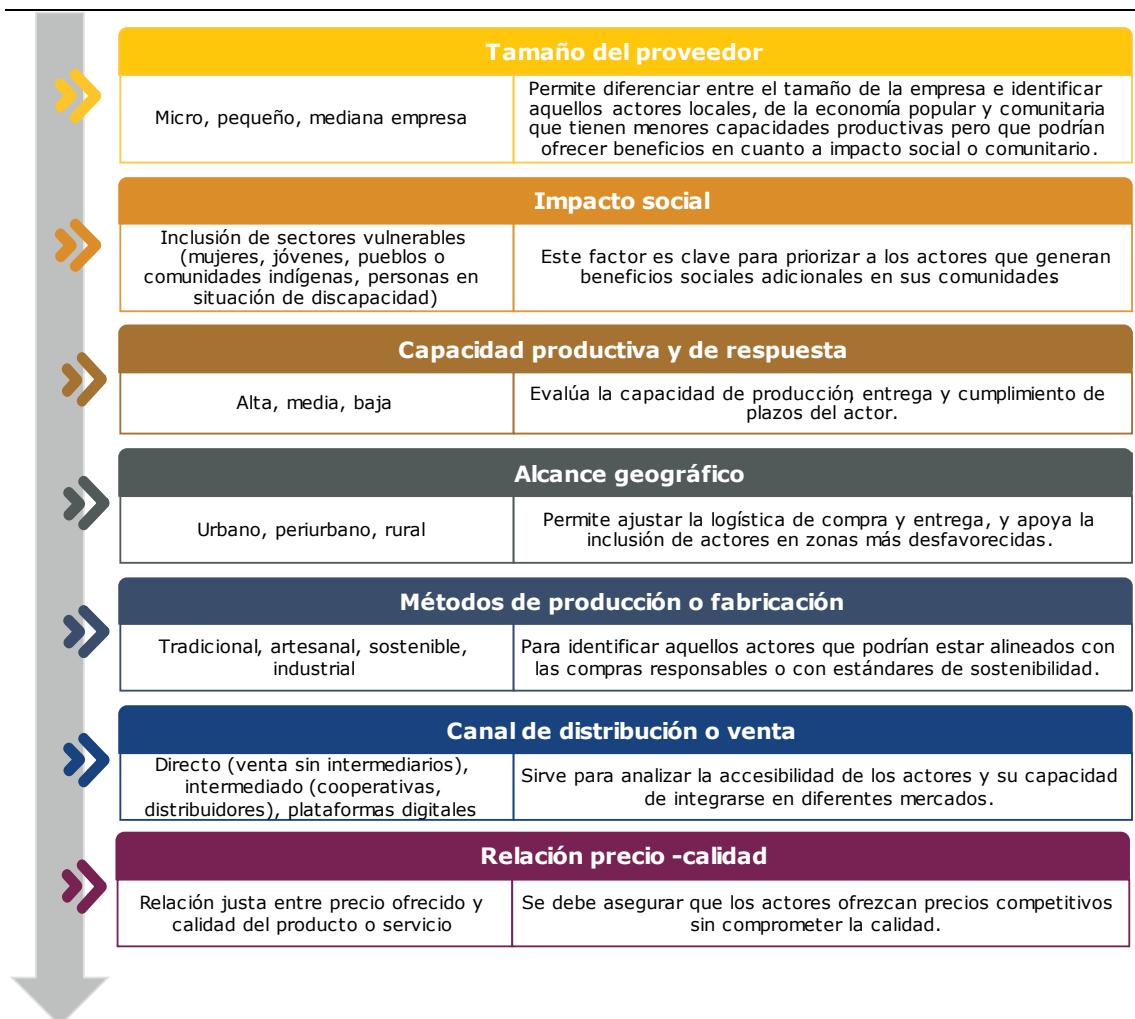 Tamaño del proveedor
Micro, pequeño, mediana empresa
Permite diferenciar entre el tamaño de la empresa e identificar
aquellos actores locales, de la economía popular y comunitaria
que tienen menores capacidades productivas pero que podrían
ofrecer beneficios en cuanto a impacto social o comunitario.
Impacto social
Inclusión de sectores vulnerables
(mujeres, jóvenes, pueblos o
comunidades indígenas, personas en
situación de discapacidad)
Este factor es clave para priorizar a los actores que generan
beneficios sociales adicionales en sus comunidades.
Capacidad productiva y de respuesta
Alta, media, baja
Evalúa la capacidad de producción, entrega y cumplimiento de
plazos del actor.
Alcance geográfico
Urbano, periurbano, rural
Permite ajustar la logística de compra y entrega, y apoya la
inclusión de actores en zonas más desfavorecidas.
Métodos de producción o fabricación
Tradicional, artesanal, sostenible,
industrial
Para identificar aquellos actores que podrían estar alineados con
las compras responsables o con estándares de sostenibilidad.
Canal de distribución o venta
Directo (venta sin intermediarios),
intermediado (cooperativas,
distribuidores), plataformas digitales
Sirve para analizar la accesibilidad de los actores y su capacidad
de integrarse en diferentes mercados.
Relación precio -calidad
Relación justa entre precio ofrecido y
calidad del producto o servicio
Se debe asegurar que los actores ofrezcan precios competitivos
sin comprometer la calidad.